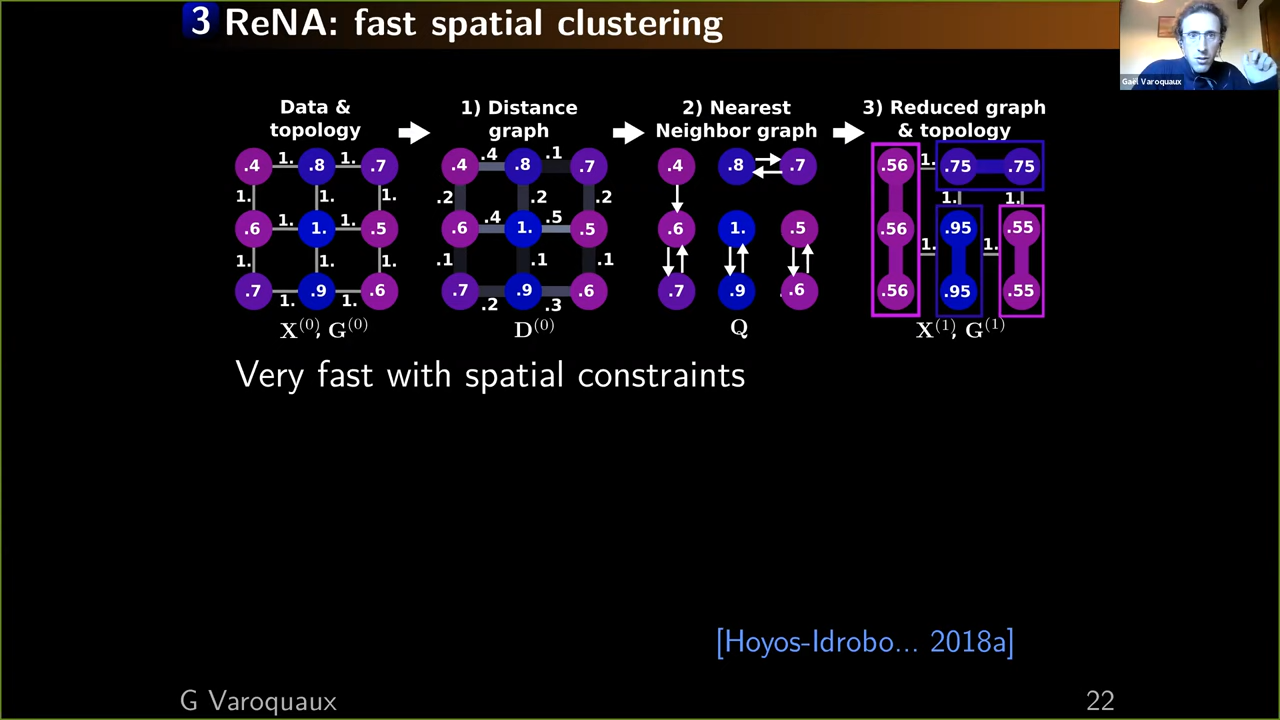 3 ReNA: fast spatial clustering
Gaël Varoquaux
Data & topology
1) Distance graph
2) Nearest Neighbor graph
3) Reduced graph & topology
.4 1. .8 1. .7
1. 1. 1.
.6 1. 1. 1. .5
1. 1. 1.
.7 1. .9 1. .6
X(0), G(0)
.4 .4 .8 .1 .7
.2 .2 .2
.6 .4 1. .5 .5
.1 .1 .1
.7 .2 .9 .3 .6
D(0)
.4 .8 .7
.6 1. .5
.7 .9 .6
Q
.56 1. .75 .75
1. 1.
.56 1. .95 1. .55
.56 .95 .55
X(1), G(1)
Very fast with spatial constraints
[Hoyos-Idrobo... 2018a]
G Varoquaux
22